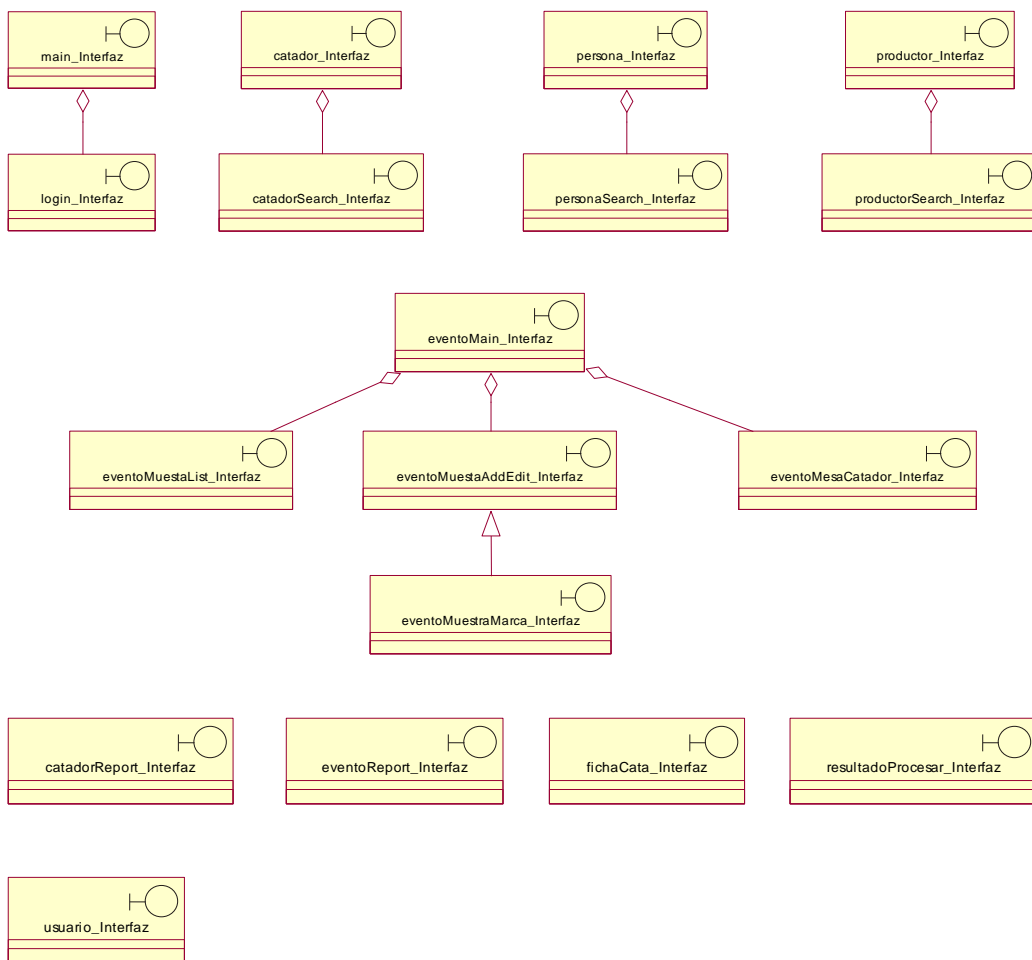 main_Interfaz
catador_Interfaz
persona_Interfaz
productor_Interfaz
login_Interfaz
catadorSearch_Interfaz
personaSearch_Interfaz
productorSearch_Interfaz
eventoMain_Interfaz
eventoMuestaList_Interfaz
eventoMuestaAddEdit_Interfaz
eventoMesaCatador_Interfaz
eventoMuestraMarca_Interfaz
catadorReport_Interfaz
eventoReport_Interfaz
fichaCata_Interfaz
resultadoProcesar_Interfaz
usuario_Interfaz